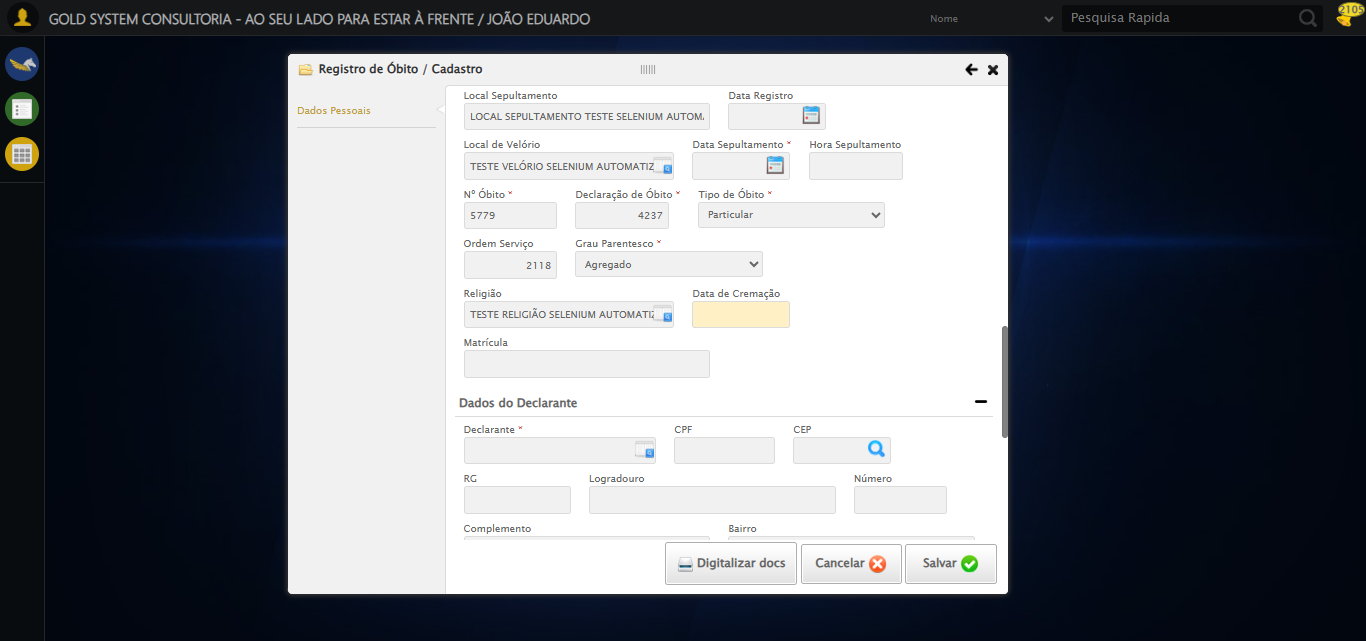 GOLD SYSTEM CONSULTORIA - AO SEU LADO PARA ESTAR À FRENTE / JOÃO EDUARDO
Nome
Pesquisa Rapida
2105
Registro de Óbito / Cadastro
Dados Pessoais
Local Sepultamento
Data Registro
LOCAL SEPULTAMENTO TESTE SELENIUM AUTOM
Local de Velório
Data Sepultamento *
Hora Sepultamento
TESTE VELÓRIO SELENIUM AUTOMATIZ
Nº Óbito *
Declaração de Óbito *
Tipo de Óbito *
5779
4237
Particular
Ordem Serviço
Grau Parentesco *
2118
Agregado
Religião
Data de Cremação
TESTE RELIGIÃO SELENIUM AUTOMATIZ
Matrícula
Dados do Declarante
Declarante *
CPF
CEP
RG
Logradouro
Número
Complemento
Bairro
Digitalizar docs
Cancelar
Salvar